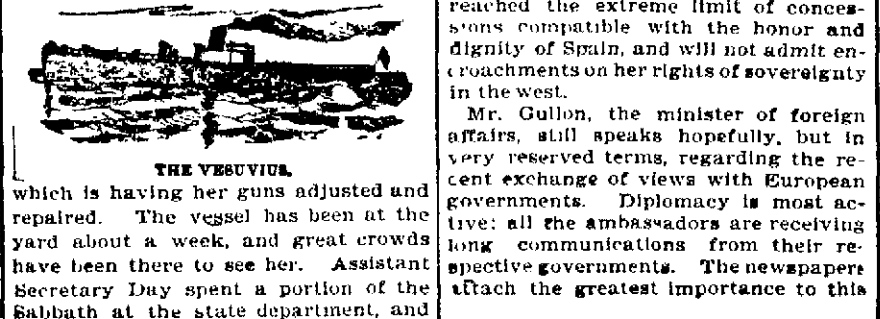 THE VESUVIUS,
which is having her guns adjusted and
repaired. The vessel has been at the
yard about a week, and great crowds
have been there to see her. Assistant
Secretary Day spent a portion of the
Sabbath at the state department, and
reached the extreme limit of conces-
sions compatible with the honor and
dignity of Spain, and will not admit en-
croachments on her rights of sovereignty
in the west.
Mr. Gullon, the minister of foreign
affairs, still speaks hopefully, but in
very reserved terms, regarding the re-
cent exchange of views with European
governments. Diplomacy is most ac-
tive: all the ambassadors are receiving
long communications from their re-
spective governments. The newspapers
attach the greatest importance to this